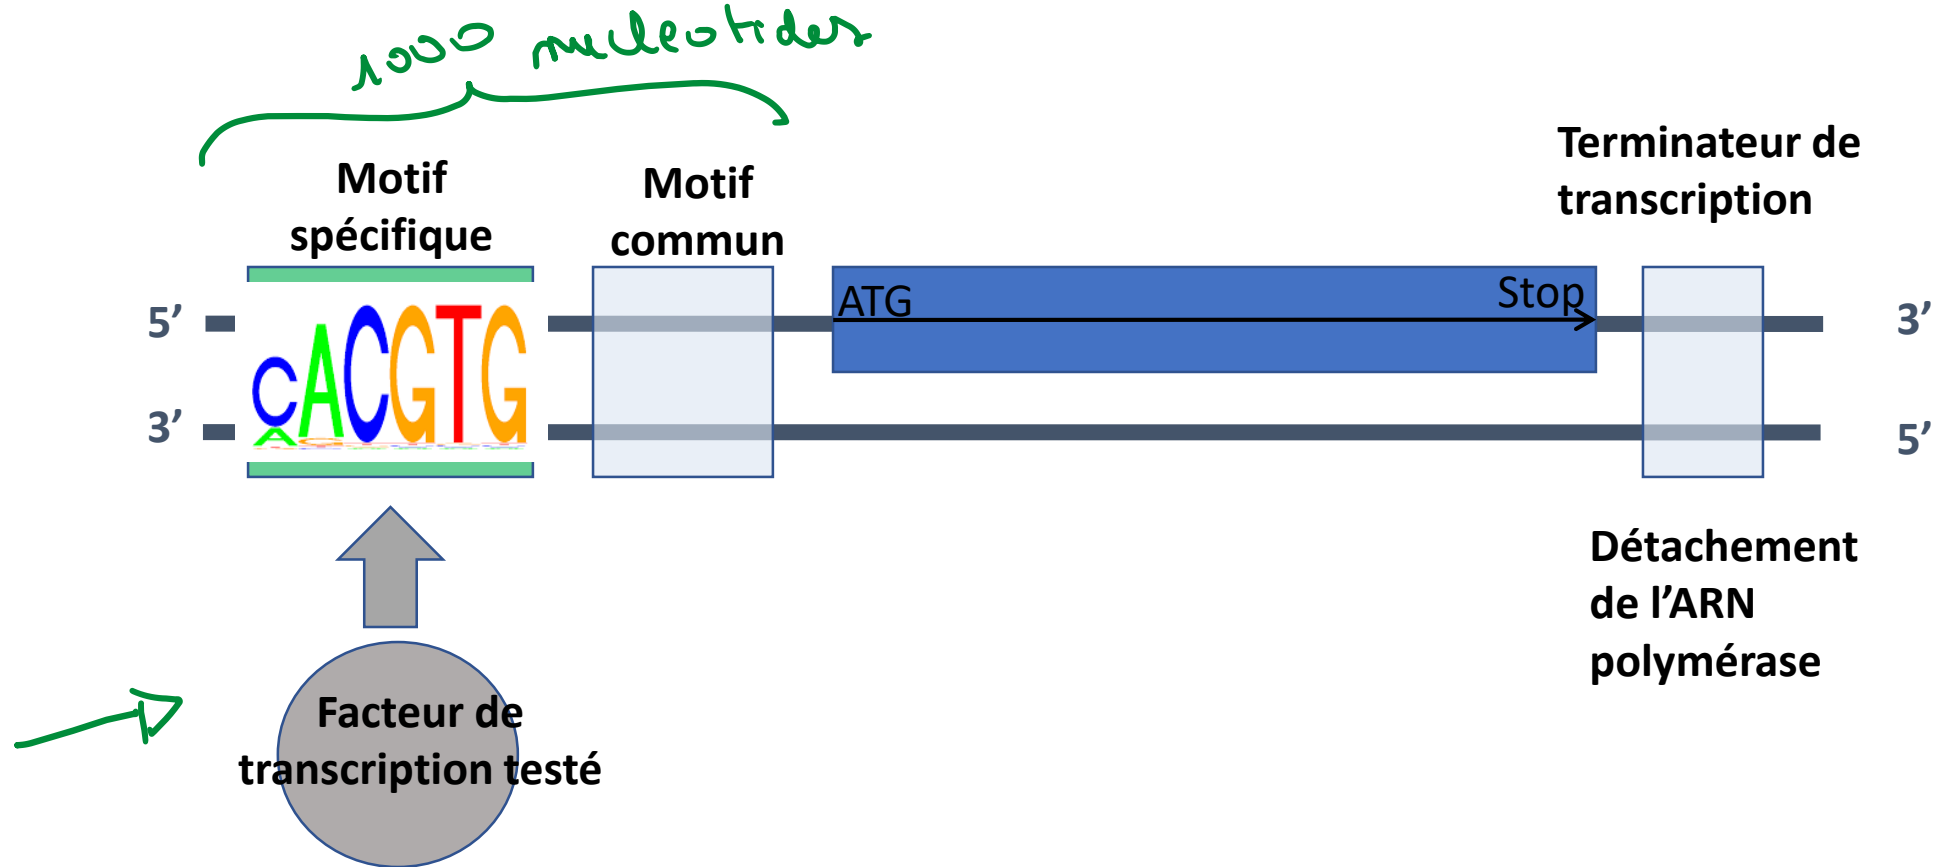 1000 nucleotides
Motif
spécifique
Motif
commun
Terminateur de
transcription
5’
CACGTG
A
ATG
Stop
3’
3’
5’
Détachement
de l’ARN
polymérase
Facteur de
transcription testé